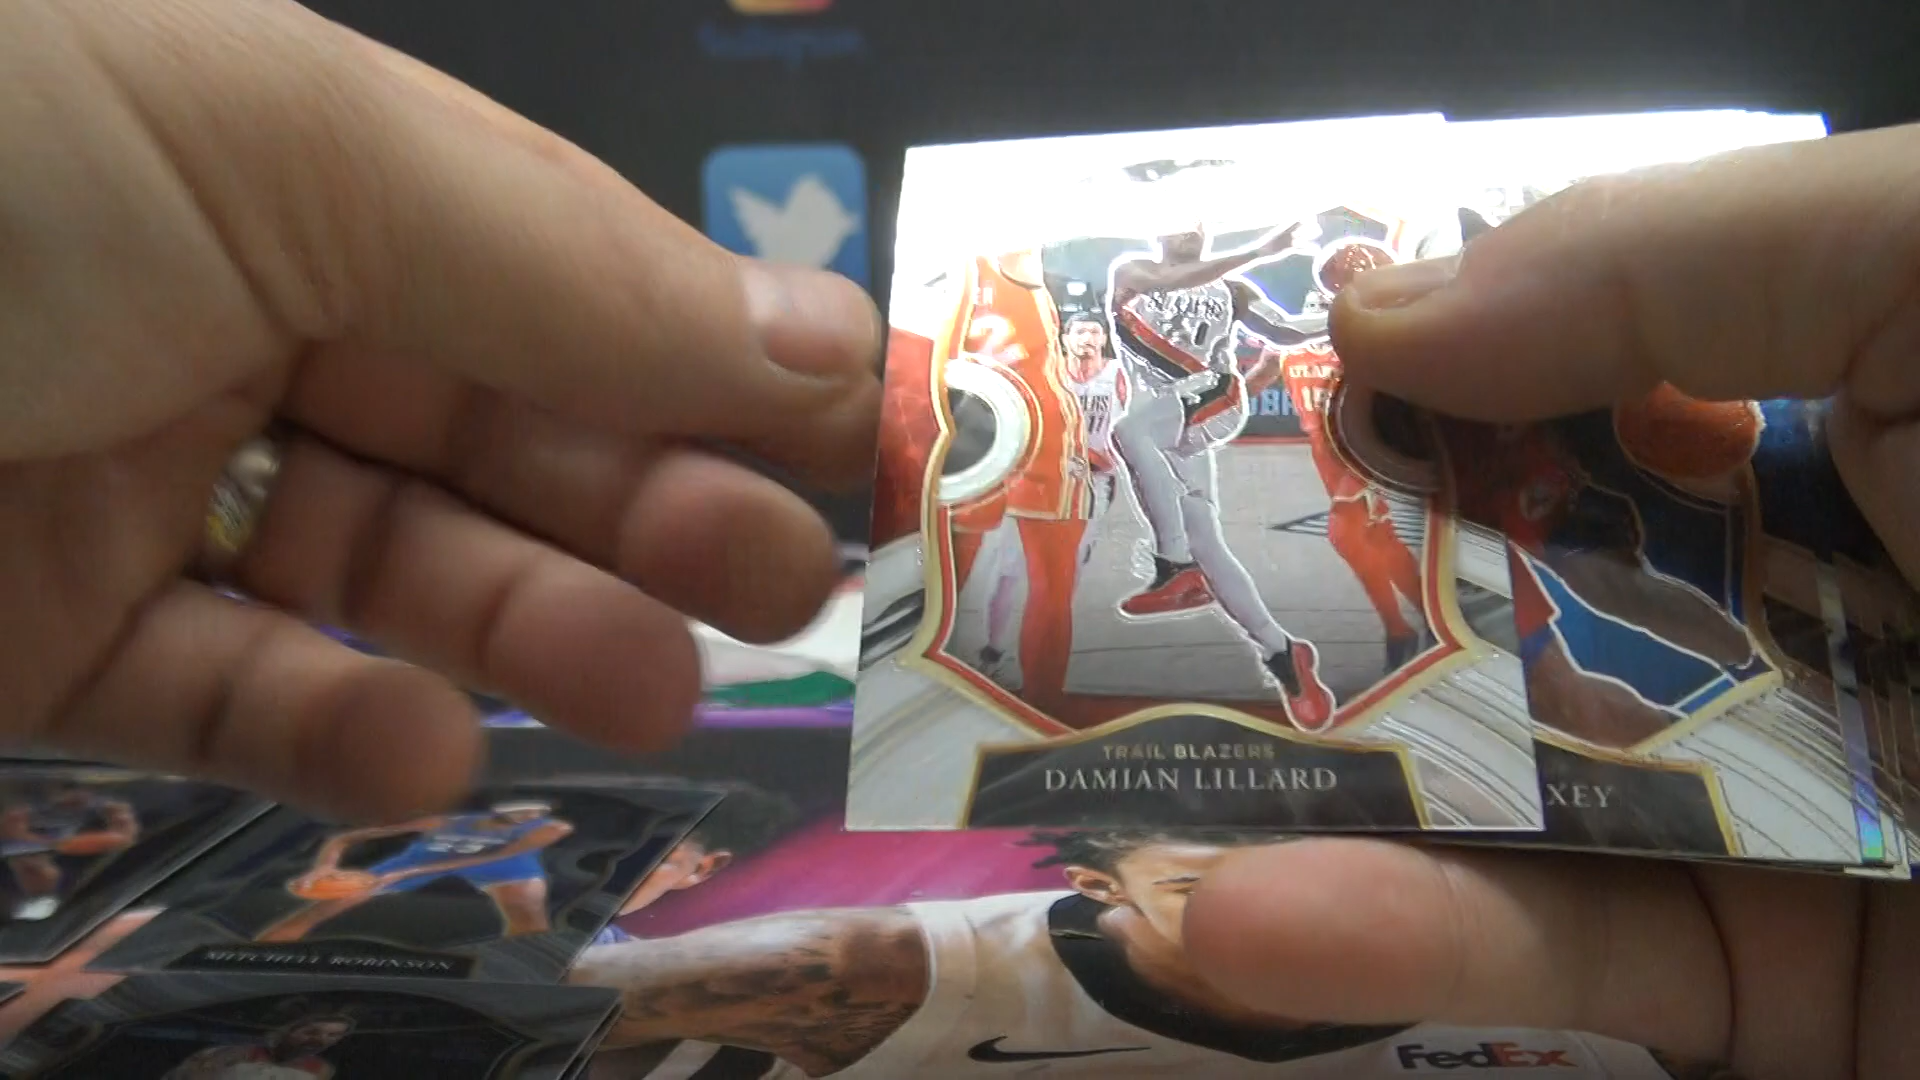 TRAIL BLAZERS
DAMIAN LILLARD
XEY
MITCHELL ROBINSON
FedEx